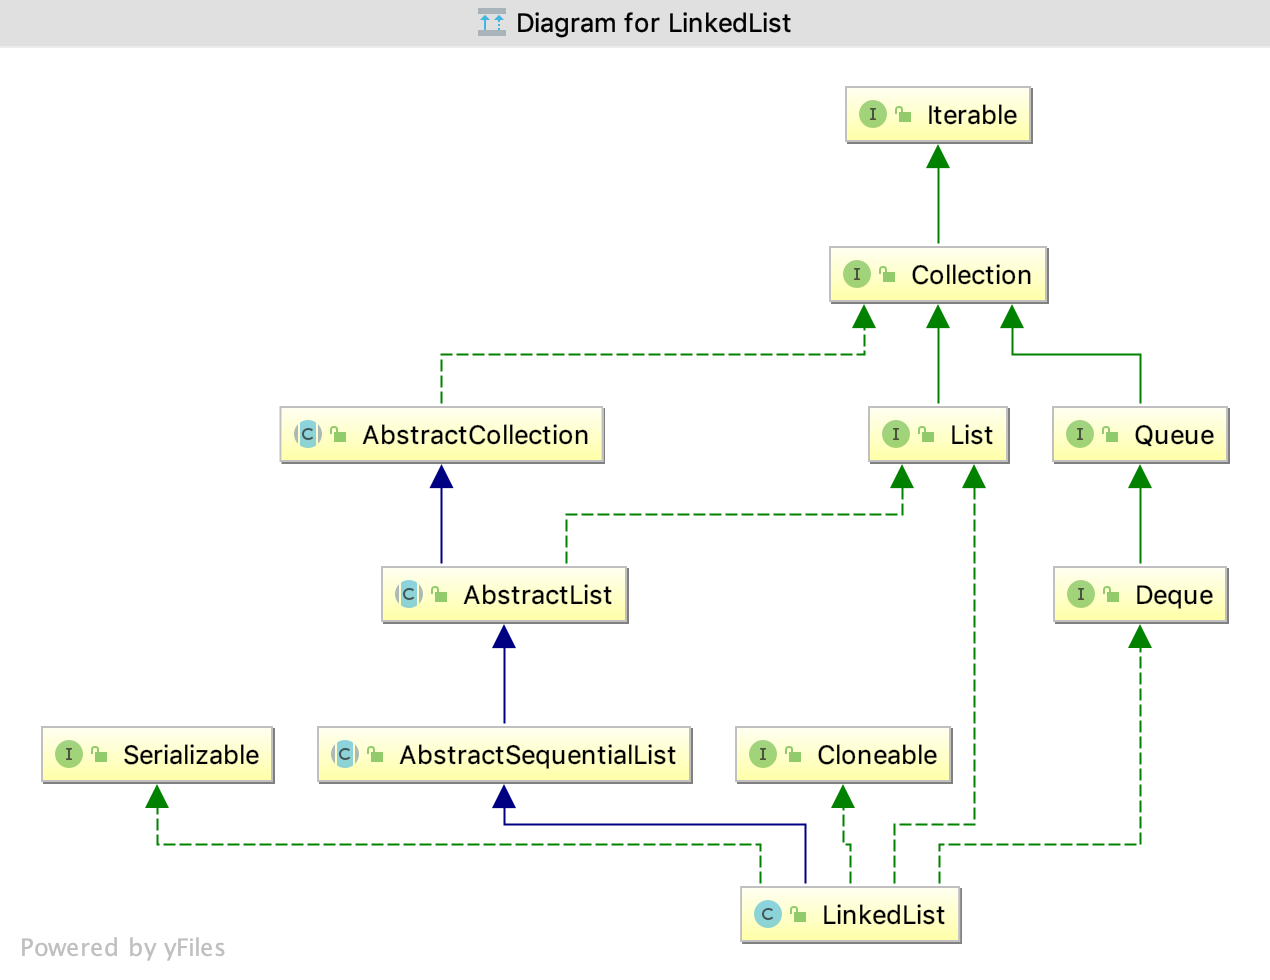 Diagram for LinkedList
I Iterable
I Collection
C AbstractCollection
I List
I Queue
C AbstractList
I Deque
I Serializable
C AbstractSequentialList
I Cloneable
C LinkedList
Powered by yFiles